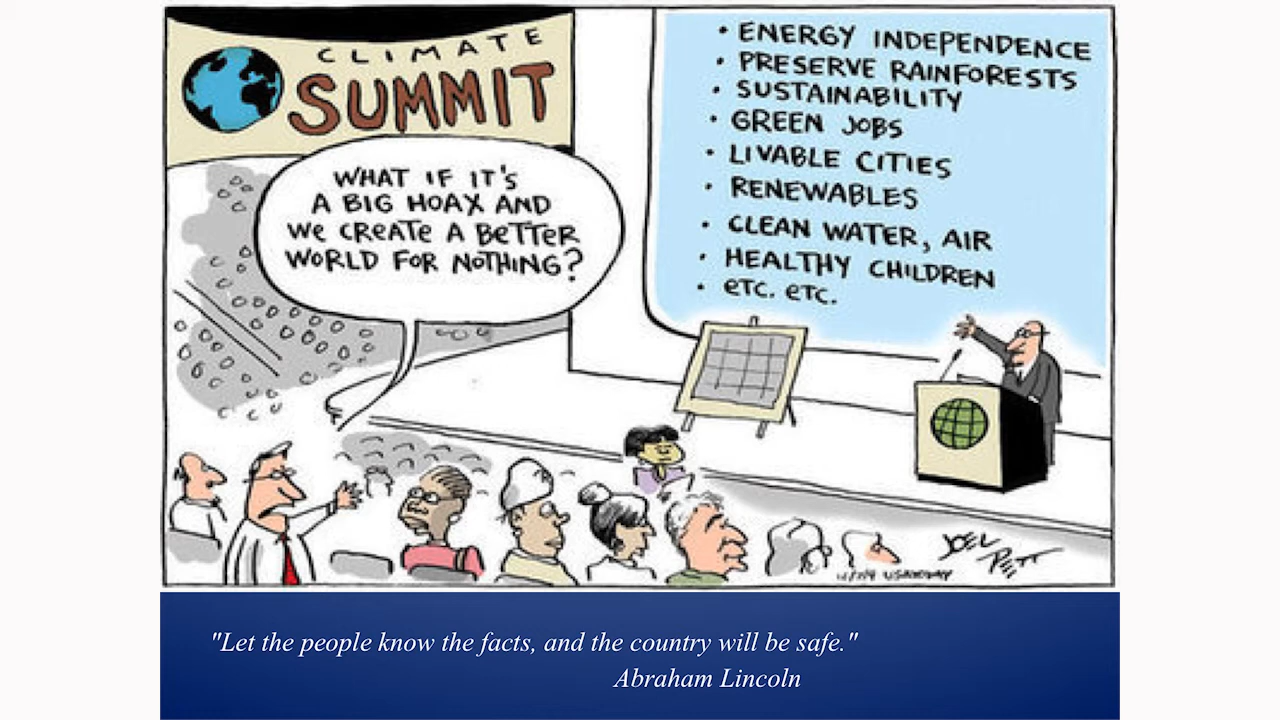 CLIMATE
SUMMIT
WHAT IF IT'S
A BIG HOAX AND
WE CREATE A BETTER
WORLD FOR NOTHING?
• ENERGY INDEPENDENCE
• PRESERVE RAINFORESTS
• SUSTAINABILITY
• GREEN JOBS
• LIVABLE CITIES
• RENEWABLES
• CLEAN WATER, AIR
• HEALTHY CHILDREN
• ETC. ETC.
JOEL
PETT
USA TODAY
"Let the people know the facts, and the country will be safe."
Abraham Lincoln